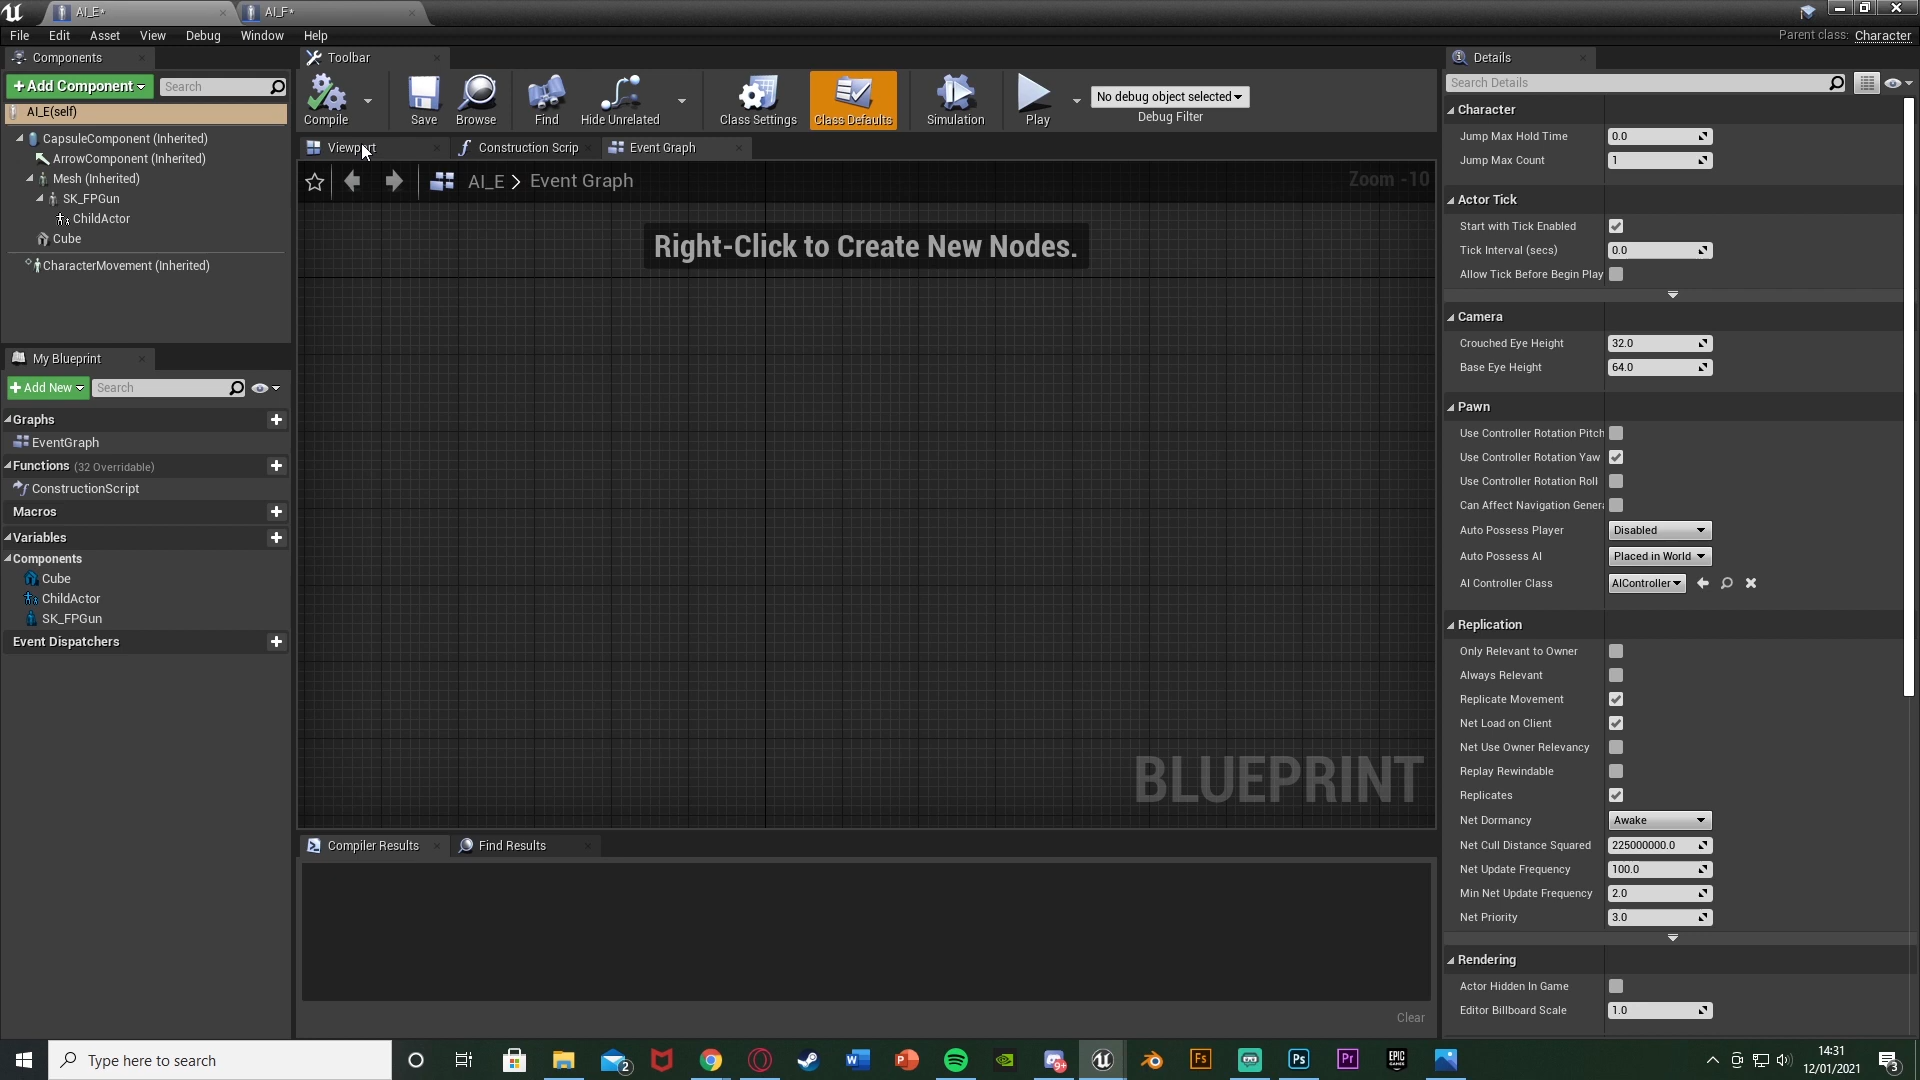 AI_E*
AI_F*
File
Edit
Asset
View
Debug
Window
Help
Parent class: Character
Components
+Add Component
Search
AI_E(self)
CapsuleComponent (Inherited)
ArrowComponent (Inherited)
Mesh (Inherited)
SK_FPGun
ChildActor
Cube
CharacterMovement (Inherited)
My Blueprint
+Add New
Search
Graphs
EventGraph
Functions (32 Overridable)
ConstructionScript
Macros
Variables
Components
Cube
ChildActor
SK_FPGun
Event Dispatchers
Toolbar
Compile
Save
Browse
Find
Hide Unrelated
Class Settings
Class Defaults
Simulation
Play
No debug object selected
Debug Filter
Viewport
Construction Scrip
Event Graph
AI_E > Event Graph
Zoom -10
Right-Click to Create New Nodes.
BLUEPRINT
Compiler Results
Find Results
Clear
Details
Search Details
Character
Jump Max Hold Time 0.0
Jump Max Count 1
Actor Tick
Start with Tick Enabled
Tick Interval (secs) 0.0
Allow Tick Before Begin Play
Camera
Crouched Eye Height 32.0
Base Eye Height 64.0
Pawn
Use Controller Rotation Pitch
Use Controller Rotation Yaw
Use Controller Rotation Roll
Can Affect Navigation Genera
Auto Possess Player Disabled
Auto Possess AI Placed in World
AI Controller Class AIController
Replication
Only Relevant to Owner
Always Relevant
Replicate Movement
Net Load on Client
Net Use Owner Relevancy
Replay Rewindable
Replicates
Net Dormancy Awake
Net Cull Distance Squared 225000000.0
Net Update Frequency 100.0
Min Net Update Frequency 2.0
Net Priority 3.0
Rendering
Actor Hidden In Game
Editor Billboard Scale 1.0
Type here to search
2
W
P
9+
Fs
Ps
Pr
EPIC
GAMES
14:31
12/01/2021
3